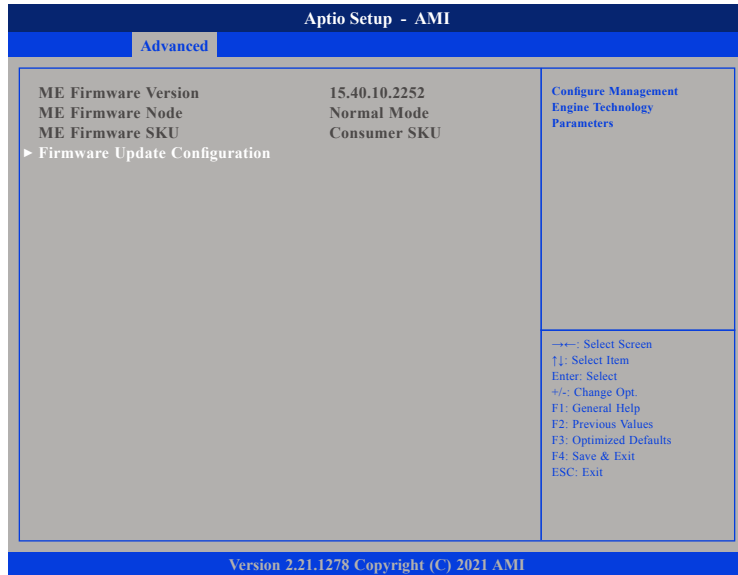 Aptio Setup - AMI
Advanced
ME Firmware Version 15.40.10.2252
ME Firmware Node Normal Mode
ME Firmware SKU Consumer SKU
► Firmware Update Configuration
Configure Management
Engine Technology
Parameters
→←: Select Screen
↑↓: Select Item
Enter: Select
+/-: Change Opt.
F1: General Help
F2: Previous Values
F3: Optimized Defaults
F4: Save & Exit
ESC: Exit
Version 2.21.1278 Copyright (C) 2021 AMI